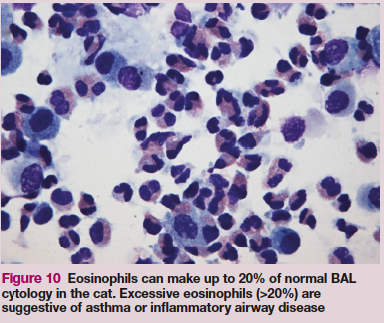 Figure 10 Eosinophils can make up to 20% of normal BAL
cytology in the cat. Excessive eosinophils (>20%) are
suggestive of asthma or inflammatory airway disease